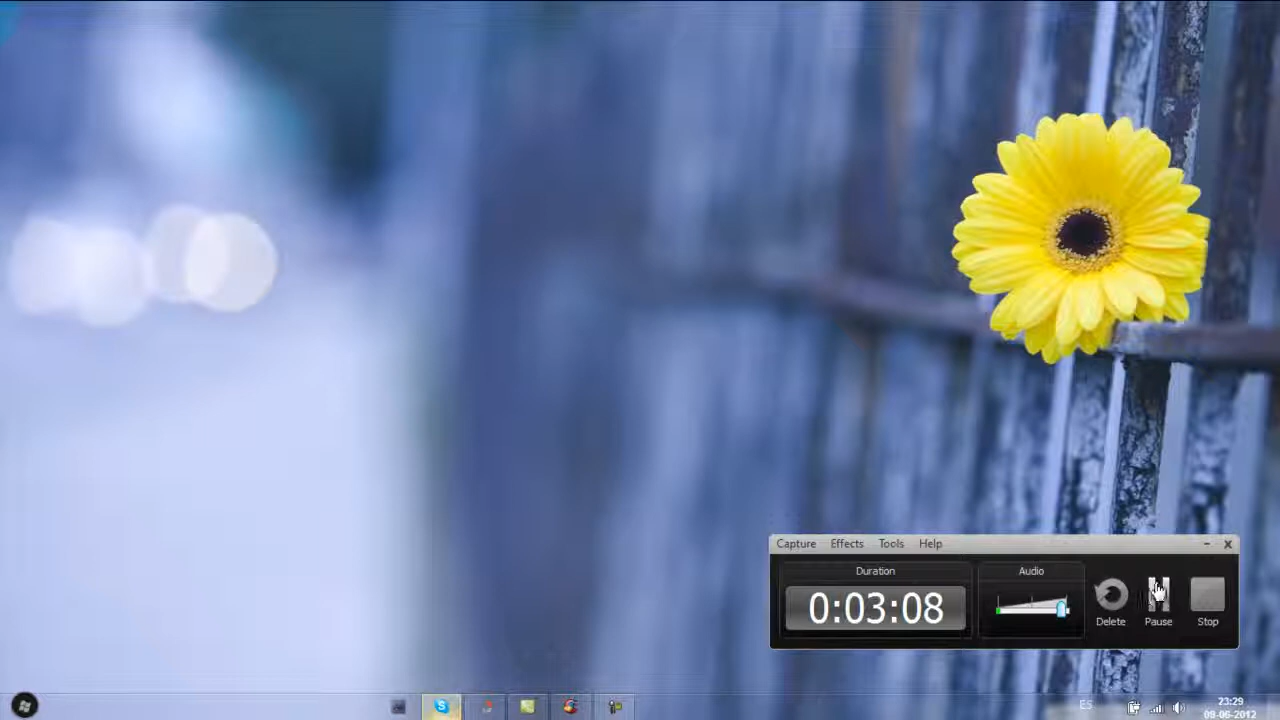 Capture Effects Tools Help
Duration
Audio
0:03:08
Delete
Pause
Stop
ES
23:29
09-06-2012